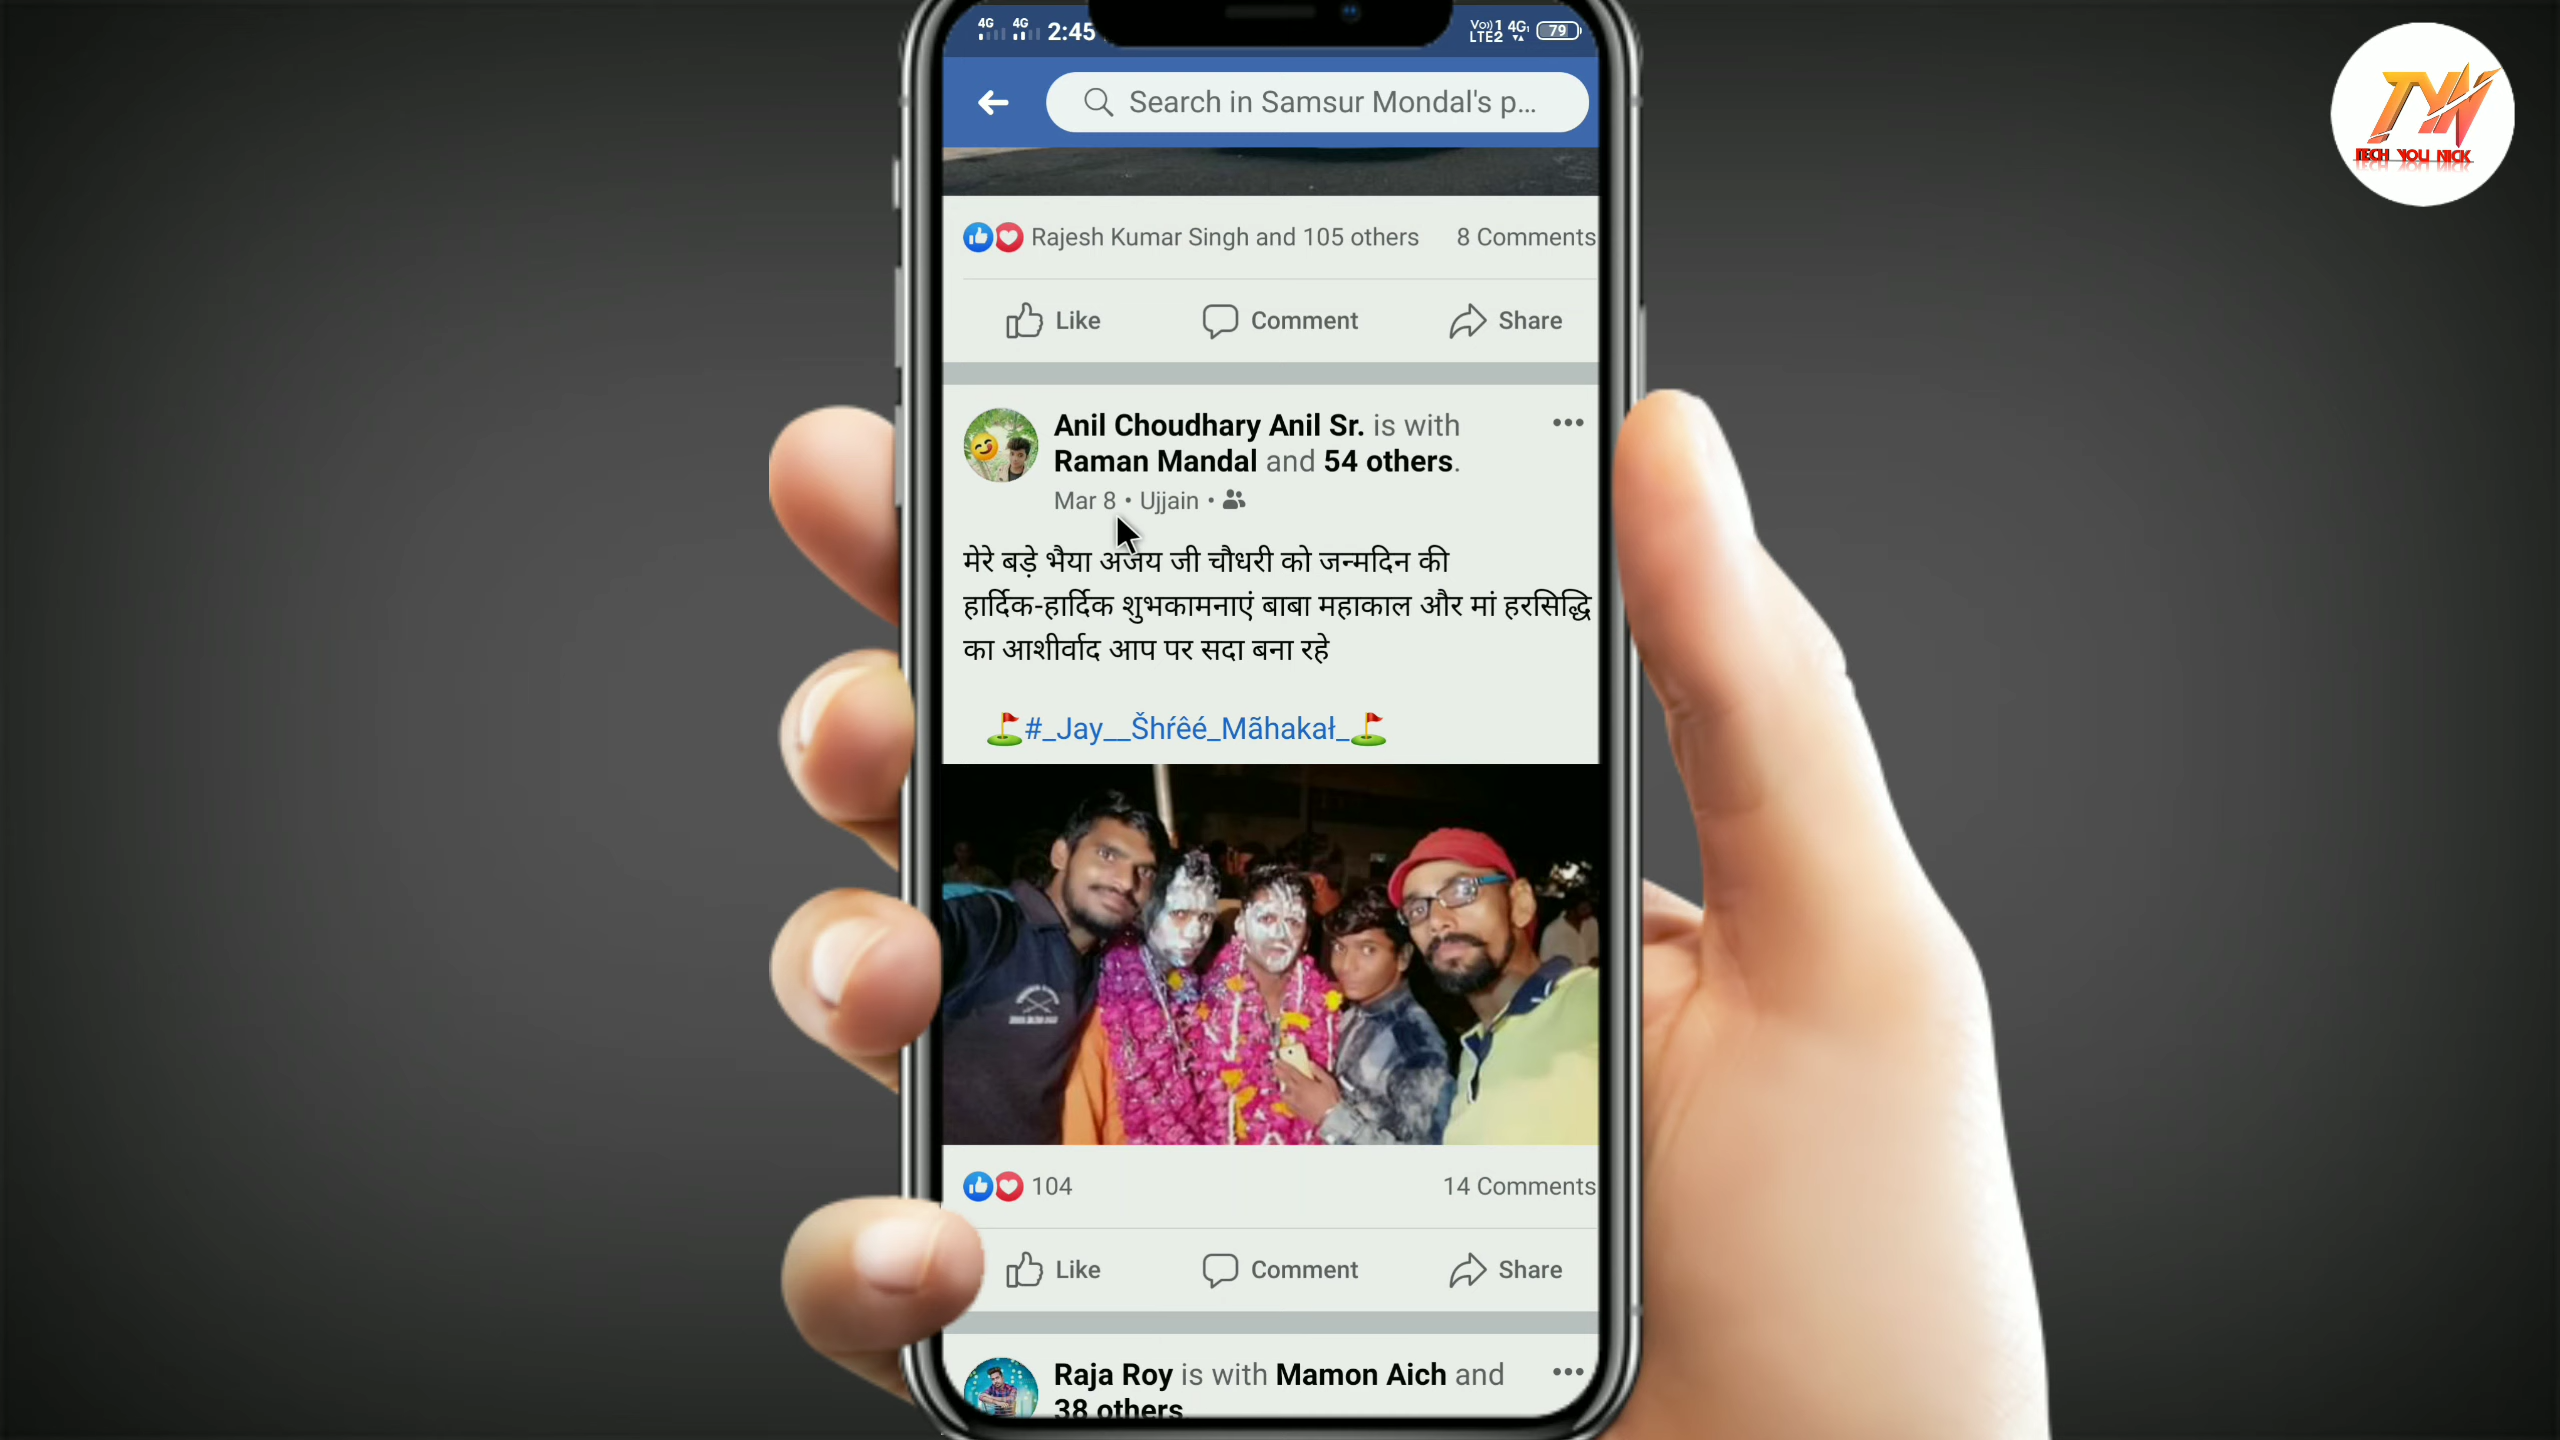 4G 4G 2:45
Vo)) 1 4G
LTE2
79
Search in Samsur Mondal's p...
TYN
TECH YOU NICK
Rajesh Kumar Singh and 105 others 8 Comments
Like Comment Share
Anil Choudhary Anil Sr. is with
Raman Mandal and 54 others.
Mar 8 • Ujjain •
मेरे बड़े भैया अजय जी चौधरी को जन्मदिन की
हार्दिक-हार्दिक शुभकामनाएं बाबा महाकाल और मां हरसिद्धि
का आशीर्वाद आप पर सदा बना रहे
⛳#_Jay__Šhŕêé_Mãhakał_⛳
104 14 Comments
Like Comment Share
Raja Roy is with Mamon Aich and
38 others